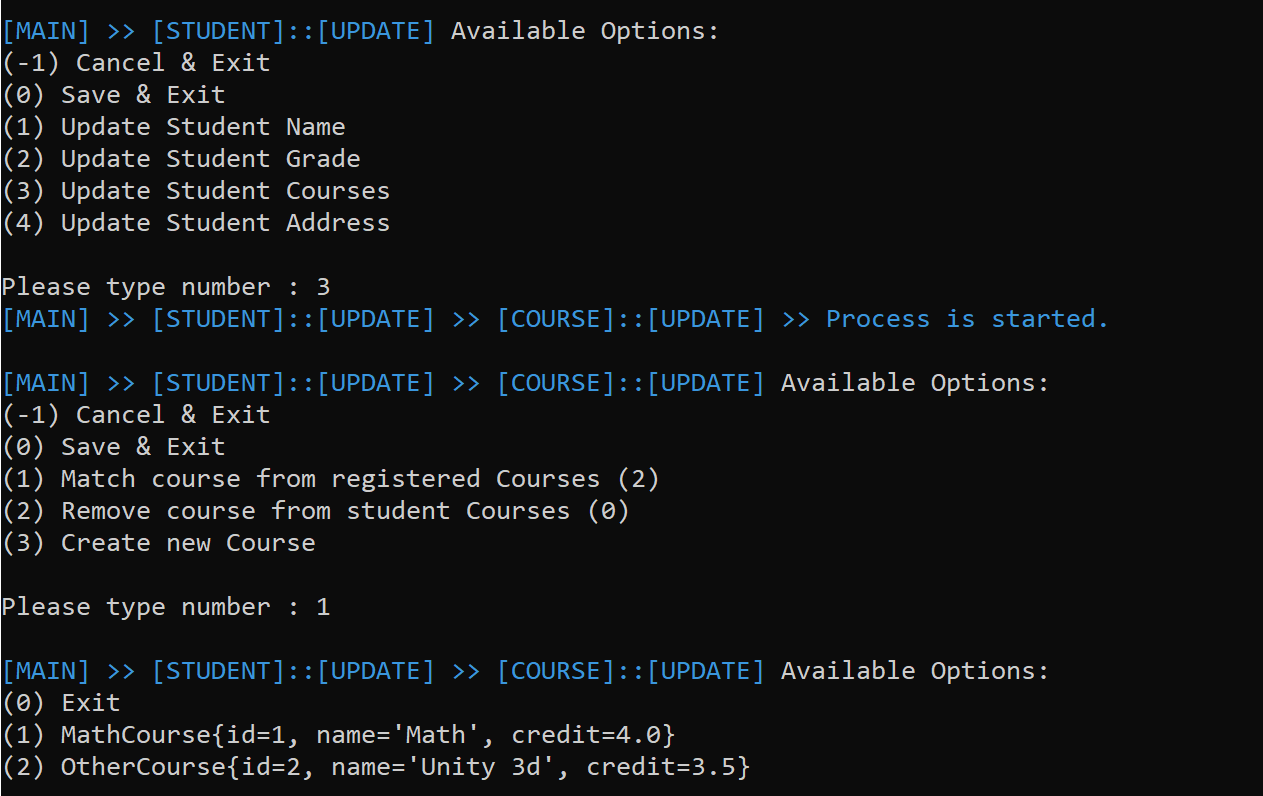 [MAIN] >> [STUDENT]::[UPDATE] Available Options:
(-1) Cancel & Exit
(0) Save & Exit
(1) Update Student Name
(2) Update Student Grade
(3) Update Student Courses
(4) Update Student Address
Please type number : 3
[MAIN] >> [STUDENT]::[UPDATE] >> [COURSE]::[UPDATE] >> Process is started.
[MAIN] >> [STUDENT]::[UPDATE] >> [COURSE]::[UPDATE] Available Options:
(-1) Cancel & Exit
(0) Save & Exit
(1) Match course from registered Courses (2)
(2) Remove course from student Courses (0)
(3) Create new Course
Please type number : 1
[MAIN] >> [STUDENT]::[UPDATE] >> [COURSE]::[UPDATE] Available Options:
(0) Exit
(1) MathCourse{id=1, name='Math', credit=4.0}
(2) OtherCourse{id=2, name='Unity 3d', credit=3.5}